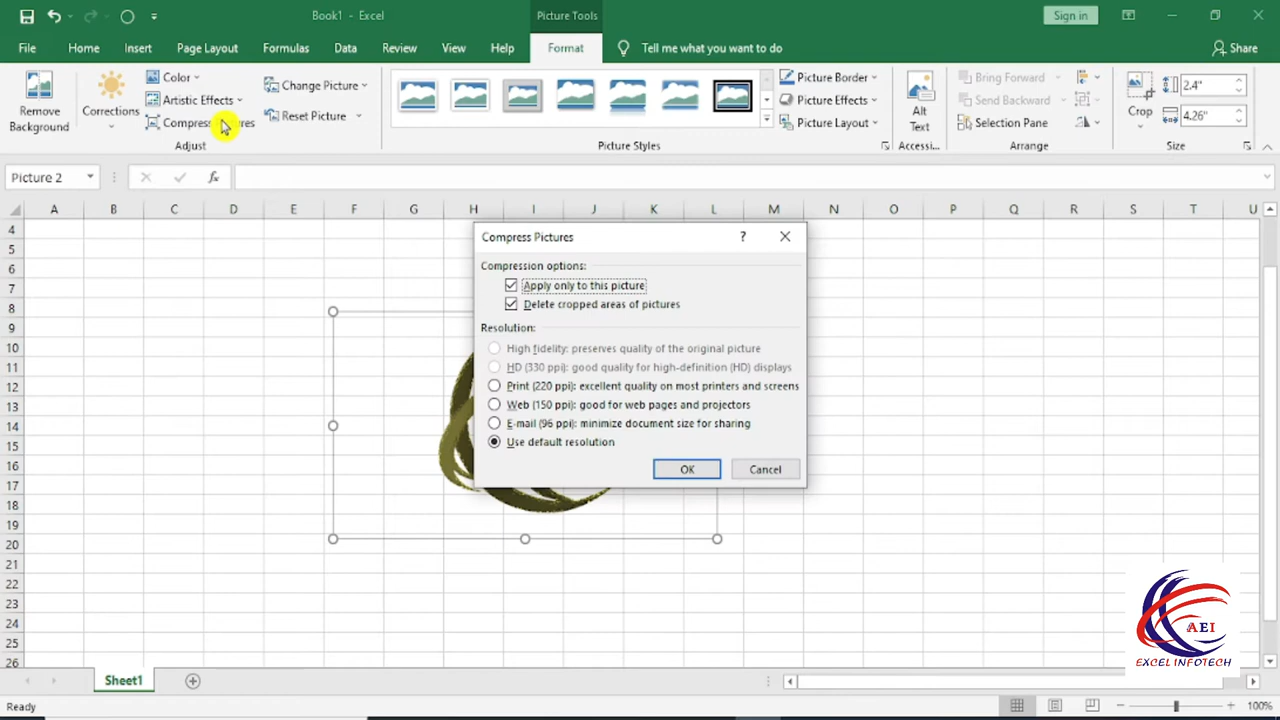 Book1 - Excel
Picture Tools
Sign in
File
Home
Insert
Page Layout
Formulas
Data
Review
View
Help
Format
Tell me what you want to do
Share
Remove
Background
Corrections
Color
Artistic Effects
Compress
Change Picture
Reset Picture
Adjust
Picture Styles
Picture Border
Picture Effects
Picture Layout
Alt
Text
Accessi...
Bring Forward
Send Backward
Selection Pane
Arrange
Crop
2.4"
4.26"
Size
Picture 2
fx
A B C D E F G H I J K L M N O P Q R S T U
4
5
6
7
8
9
10
11
12
13
14
15
16
17
18
19
20
21
22
23
24
25
26
Compress Pictures
?
Compression options:
Apply only to this picture
Delete cropped areas of pictures
Resolution:
High fidelity: preserves quality of the original picture
HD (330 ppi): good quality for high-definition (HD) displays
Print (220 ppi): excellent quality on most printers and screens
Web (150 ppi): good for web pages and projectors
E-mail (96 ppi): minimize document size for sharing
Use default resolution
OK
Cancel
AEI
EXCEL INFOTECH
Sheet1
Ready
100%